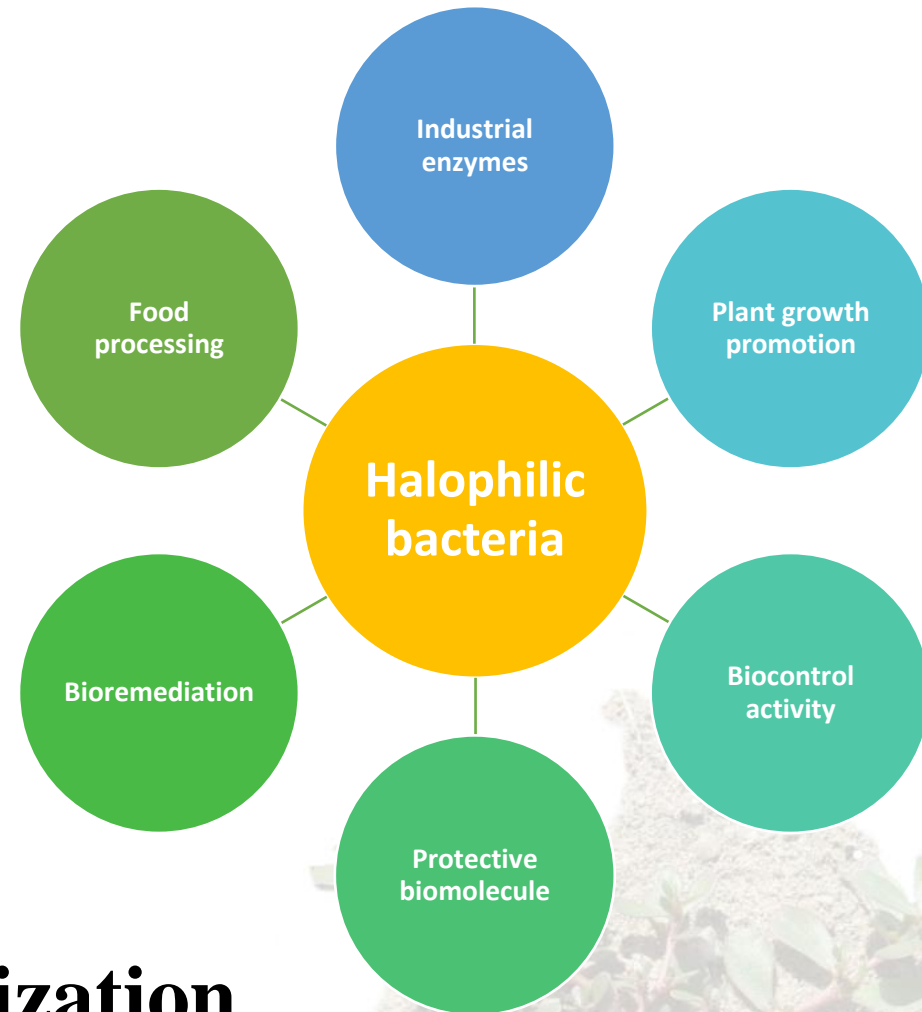 Industrial
enzymes
Plant growth
promotion
Biocontrol
activity
Protective
biomolecule
Bioremediation
Food
processing
Halophilic
bacteria
ization